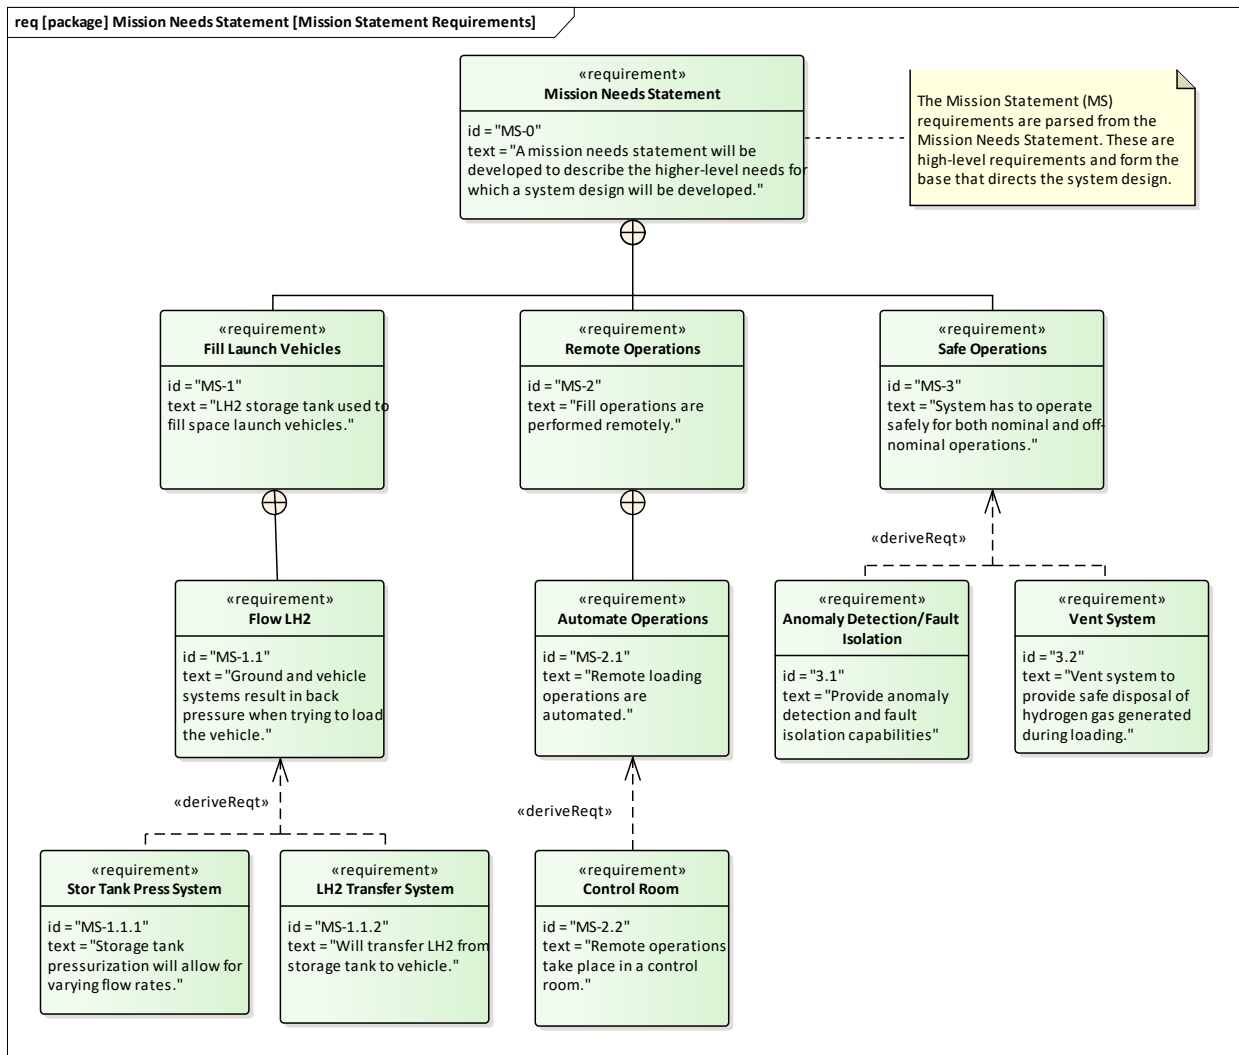 req [package] Mission Needs Statement [Mission Statement Requirements]
«requirement»
Mission Needs Statement
id = "MS-0"
text = "A mission needs statement will be
developed to describe the higher-level needs for
which a system design will be developed."
The Mission Statement (MS)
requirements are parsed from the
Mission Needs Statement. These are
high-level requirements and form the
base that directs the system design.
«requirement»
Fill Launch Vehicles
id = "MS-1"
text = "LH2 storage tank used to
fill space launch vehicles."
«requirement»
Remote Operations
id = "MS-2"
text = "Fill operations are
performed remotely."
«requirement»
Safe Operations
id = "MS-3"
text = "System has to operate
safely for both nominal and off-
nominal operations."
«deriveReqt»
«requirement»
Flow LH2
id = "MS-1.1"
text = "Ground and vehicle
systems result in back
pressure when trying to load
the vehicle."
«requirement»
Automate Operations
id = "MS-2.1"
text = "Remote loading
operations are
automated."
«requirement»
Anomaly Detection/Fault
Isolation
id = "3.1"
text = "Provide anomaly
detection and fault
isolation capabilities"
«requirement»
Vent System
id = "3.2"
text = "Vent system to
provide safe disposal of
hydrogen gas generated
during loading."
«deriveReqt»
«deriveReqt»
«requirement»
Stor Tank Press System
id = "MS-1.1.1"
text = "Storage tank
pressurization will allow for
varying flow rates."
«requirement»
LH2 Transfer System
id = "MS-1.1.2"
text = "Will transfer LH2 from
storage tank to vehicle."
«requirement»
Control Room
id = "MS-2.2"
text = "Remote operations
take place in a control
room."